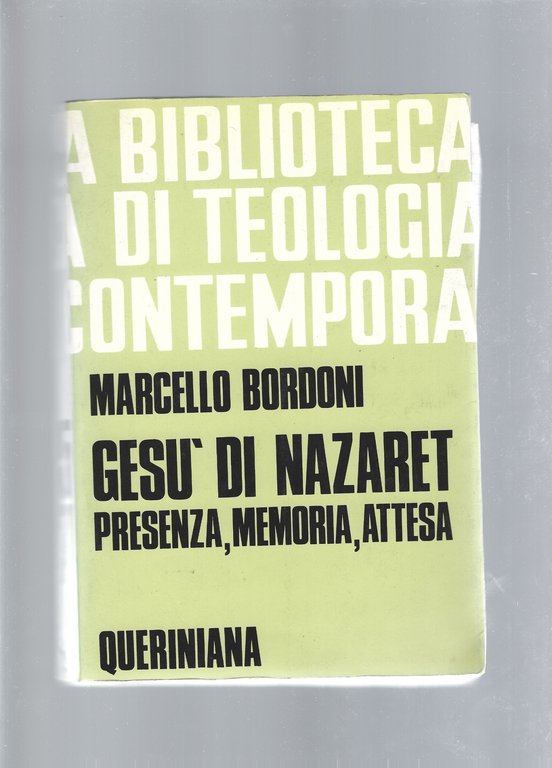 A BIBLIOTECA
A DI TEOLOGIA
CONTEMPORA
MARCELLO BORDONI
GESU` DI NAZARET
PRESENZA, MEMORIA, ATTESA
QUERINIANA